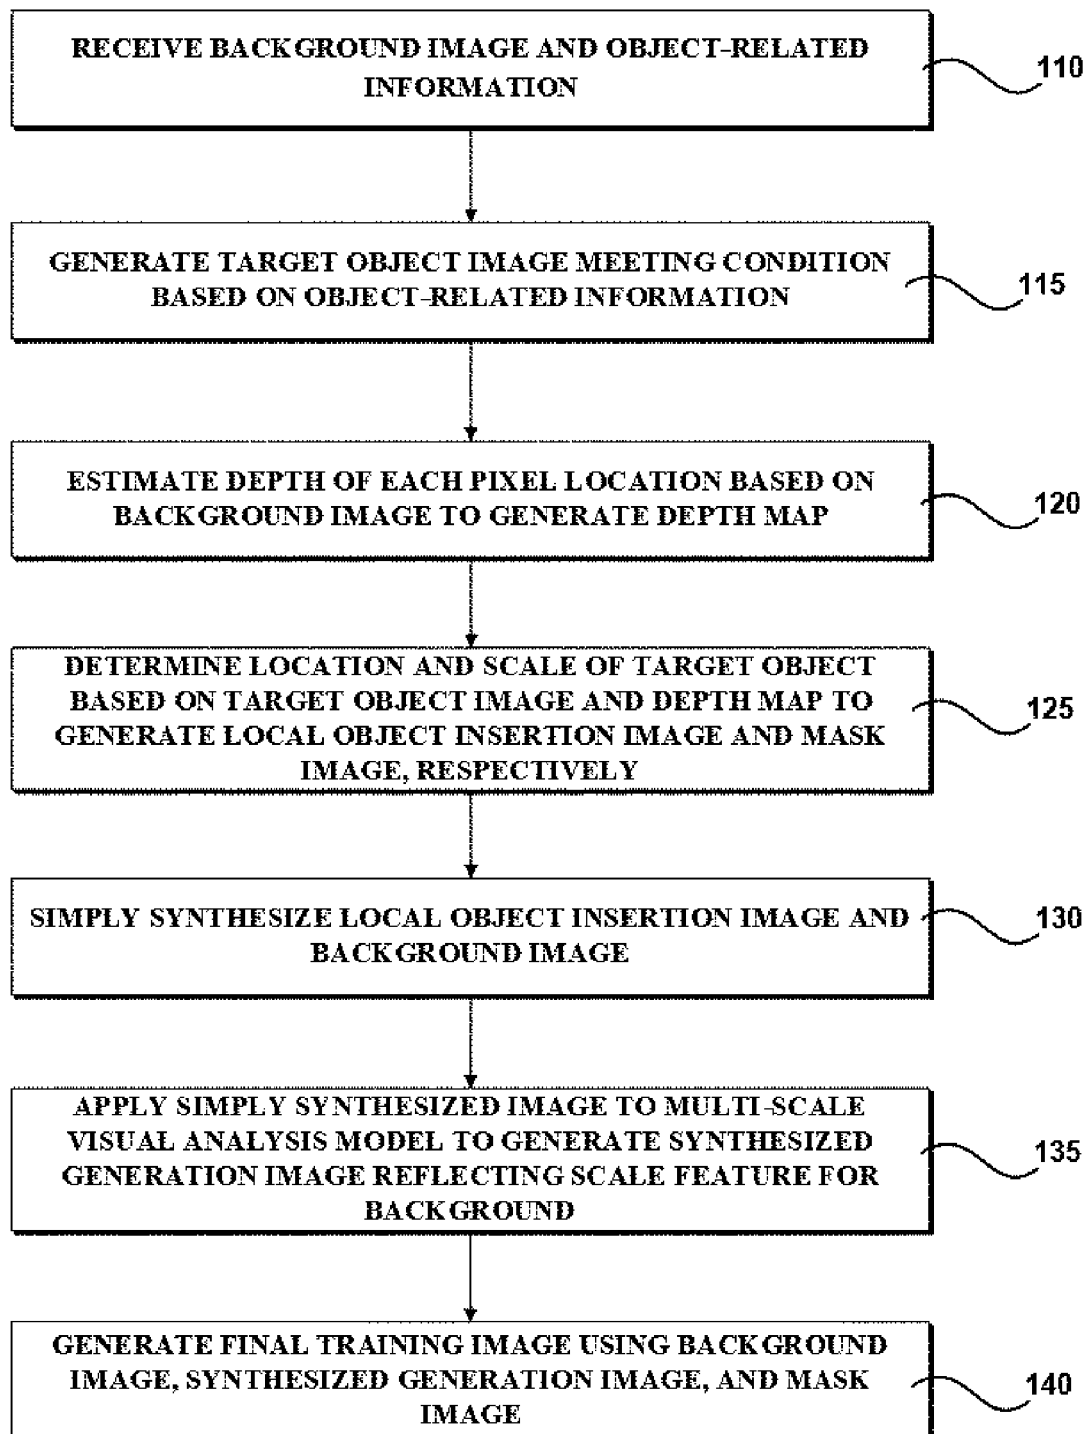 RECEIVE BACKGROUND IMAGE AND OBJECT-RELATED
INFORMATION
110
GENERATE TARGET OBJECT IMAGE MEETING CONDITION
BASED ON OBJECT-RELATED INFORMATION
115
ESTIMATE DEPTH OF EACH PIXEL LOCATION BASED ON
BACKGROUND IMAGE TO GENERATE DEPTH MAP
120
DETERMINE LOCATION AND SCALE OF TARGET OBJECT
BASED ON TARGET OBJECT IMAGE AND DEPTH MAP TO
GENERATE LOCAL OBJECT INSERTION IMAGE AND MASK
IMAGE, RESPECTIVELY
125
SIMPLY SYNTHESIZE LOCAL OBJECT INSERTION IMAGE AND
BACKGROUND IMAGE
130
APPLY SIMPLY SYNTHESIZED IMAGE TO MULTI-SCALE
VISUAL ANALYSIS MODEL TO GENERATE SYNTHESIZED
GENERATION IMAGE REFLECTING SCALE FEATURE FOR
BACKGROUND
135
GENERATE FINAL TRAINING IMAGE USING BACKGROUND
IMAGE, SYNTHESIZED GENERATION IMAGE, AND MASK
IMAGE
140